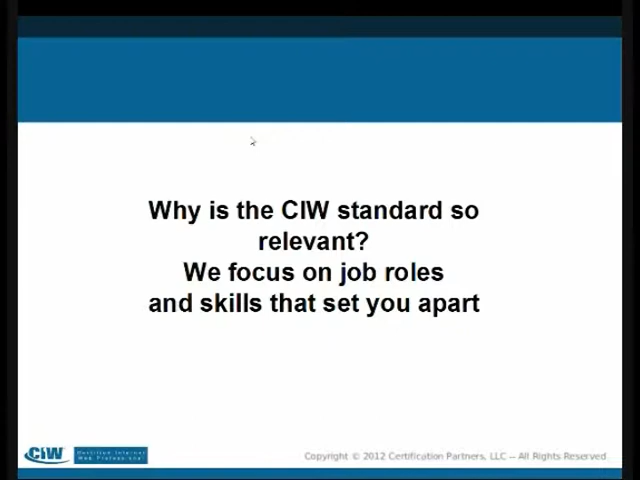 Why is the CIW standard so
relevant?
We focus on job roles
and skills that set you apart
CIW
Certified Internet
Web Professional
Copyright © 2012 Certification Partners, LLC -- All Rights Reserved.